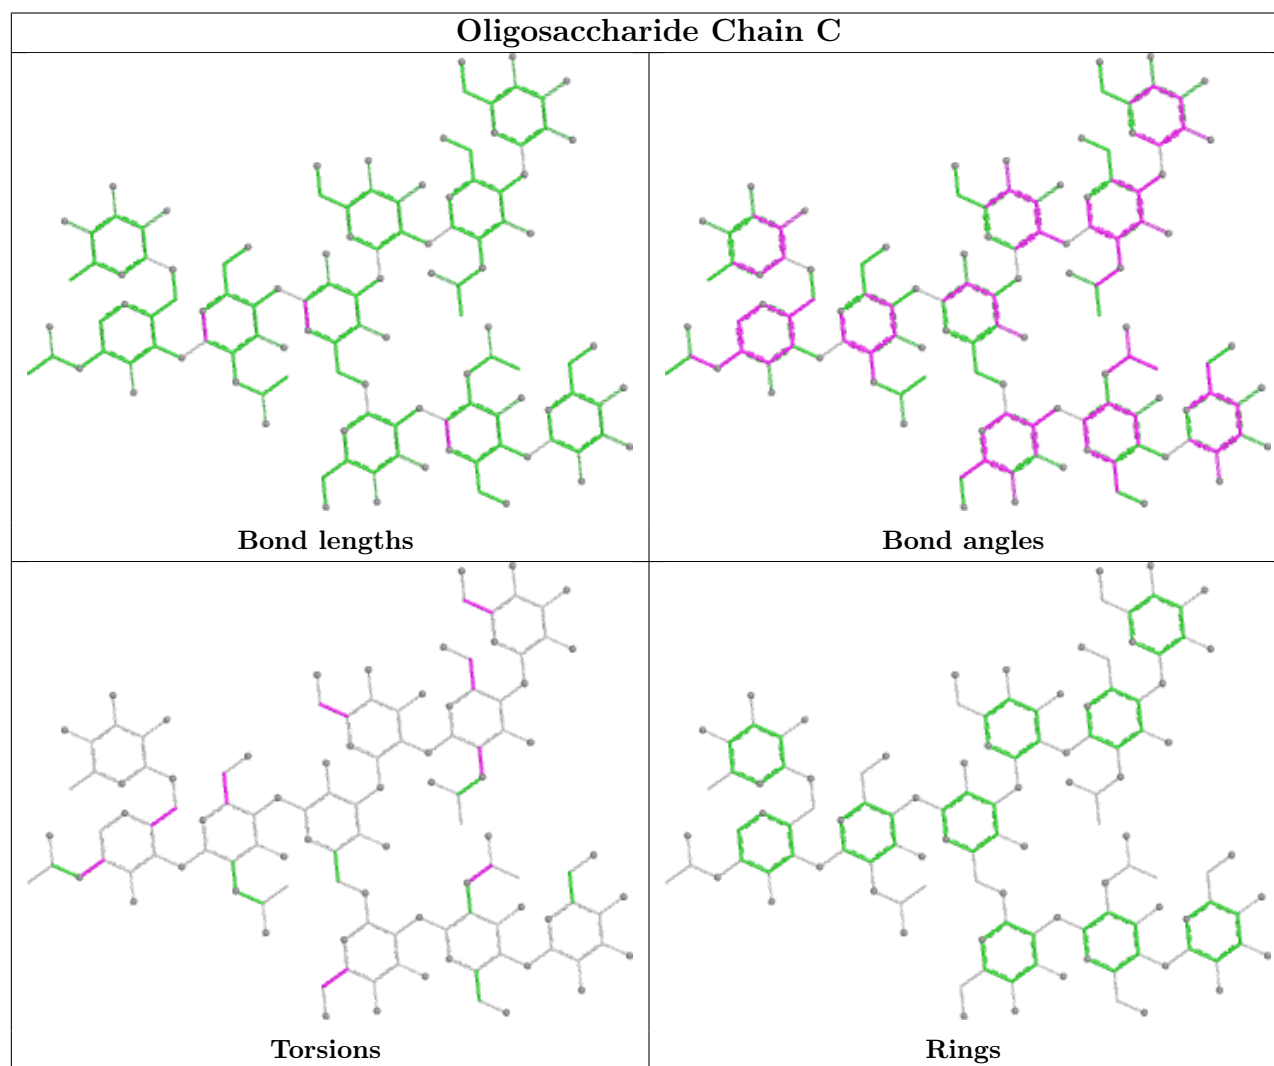 Oligosaccharide Chain C
Bond lengths
Bond angles
Torsions
Rings